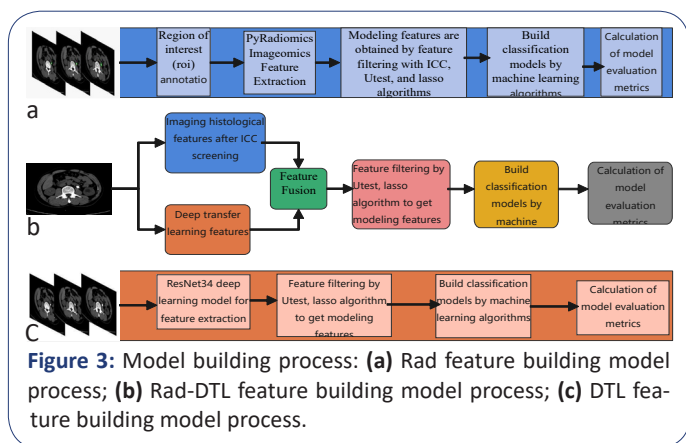 Region of
interest (roi)
annotatio
PyRadiomics
Imageomics
Feature
Extraction
Modeling features are
obtained by feature
filtering with ICC,
Utest, and lasso
algorithms
Build
classification
models by
machine learning
algorithms
Calculation
of model
evaluation
metrics
a
Imaging histological
features after ICC
screening
Deep transfer
learning features
Feature
Fusion
Feature filtering by
Utest, lasso
algorithm to get
modeling features
Build
classification
models by
machine
Calculation of
model
evaluation
metrics
b
ResNet34 deep
learning model for
feature extraction
Feature filtering by
Utest, lasso algorithm
to get modeling
features
Build classification
models by machine
learning algorithms
Calculation
of model evaluation
metrics
C
Figure 3: Model building process: (a) Rad feature building model
process; (b) Rad-DTL feature building model process; (c) DTL fea-
ture building model process.